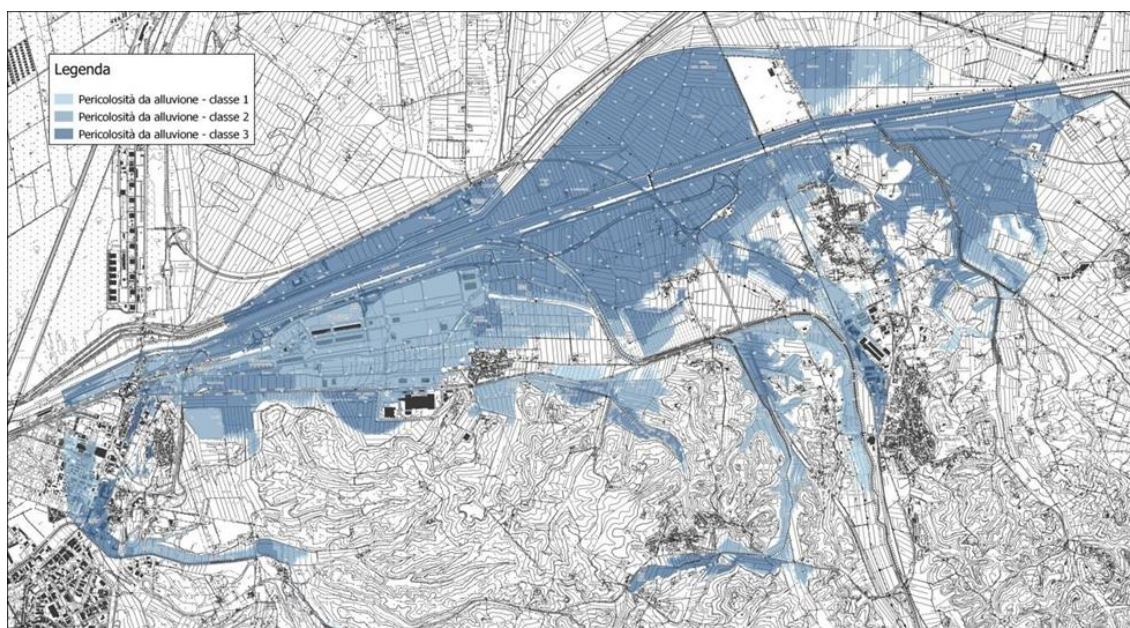 Legenda
Pericolosità da alluvione - classe 1
Pericolosità da alluvione - classe 2
Pericolosità da alluvione - classe 3